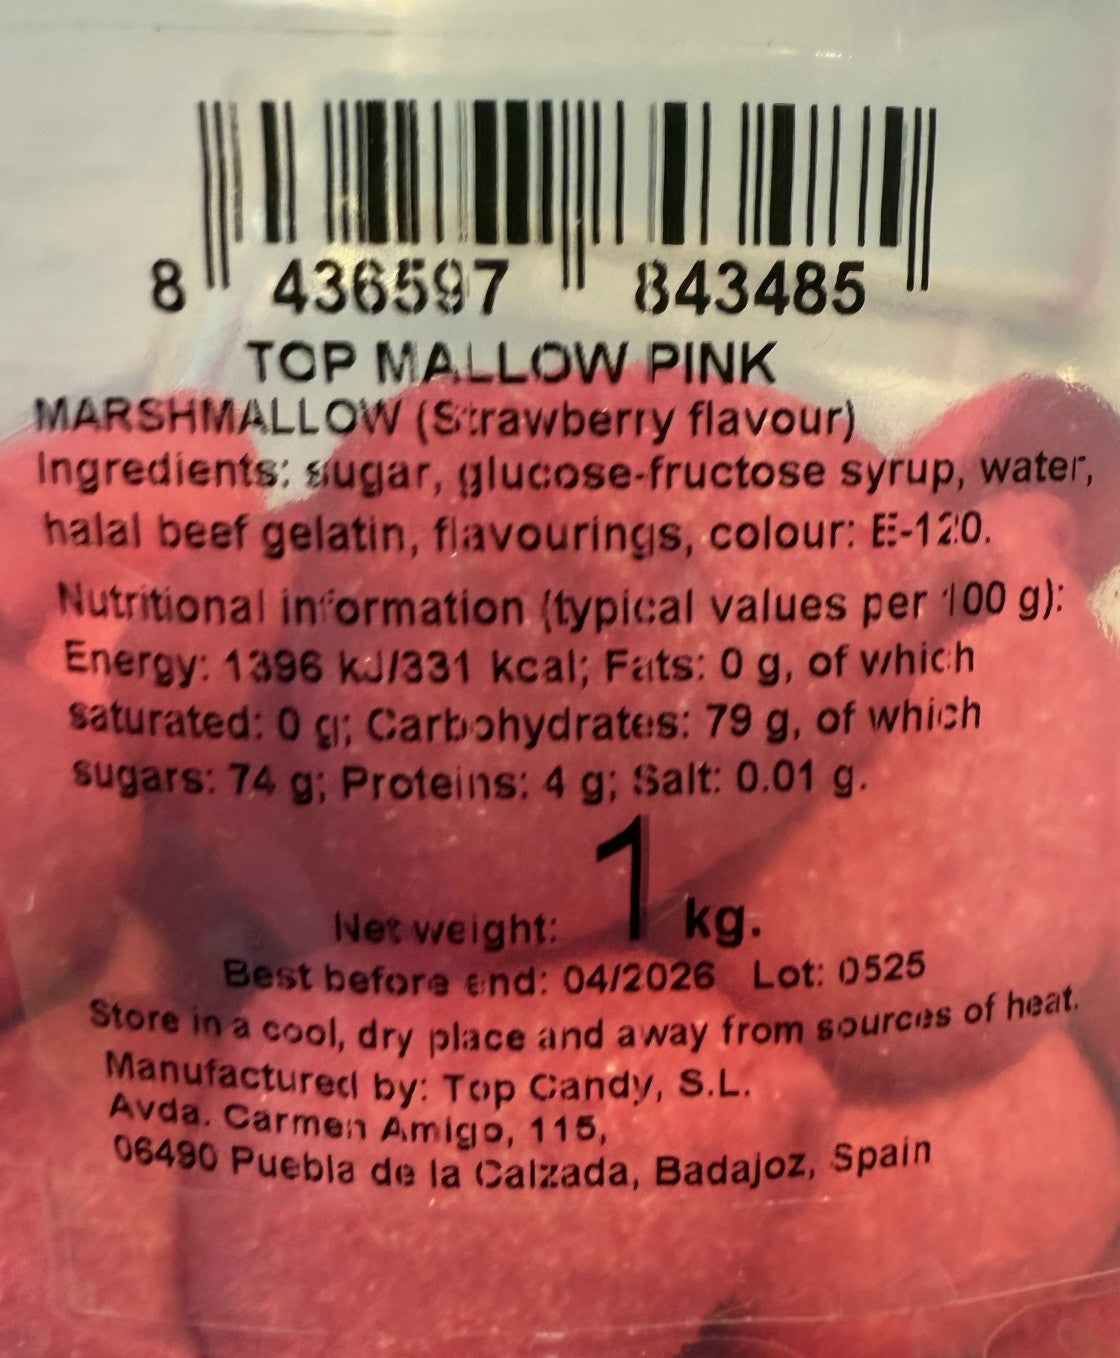 8 436597 843485
TOP MALLOW PINK
MARSHMALLOW (Strawberry flavour)
Ingredients: sugar, glucose-fructose syrup, water,
halal beef gelatin, flavourings, colour: E-120.
Nutritional information (typical values per 100 g):
Energy: 1396 kJ/331 kcal; Fats: 0 g, of which
saturated: 0 g; Carbohydrates: 79 g, of which
sugars: 74 g; Proteins: 4 g; Salt: 0.01 g.
Net weight: 1 kg.
Best before end: 04/2026 Lot: 0525
Store in a cool, dry place and away from sources of heat.
Manufactured by: Top Candy, S.L.
Avda. Carmen Amigo, 115,
06490 Puebla de la Calzada, Badajoz, Spain